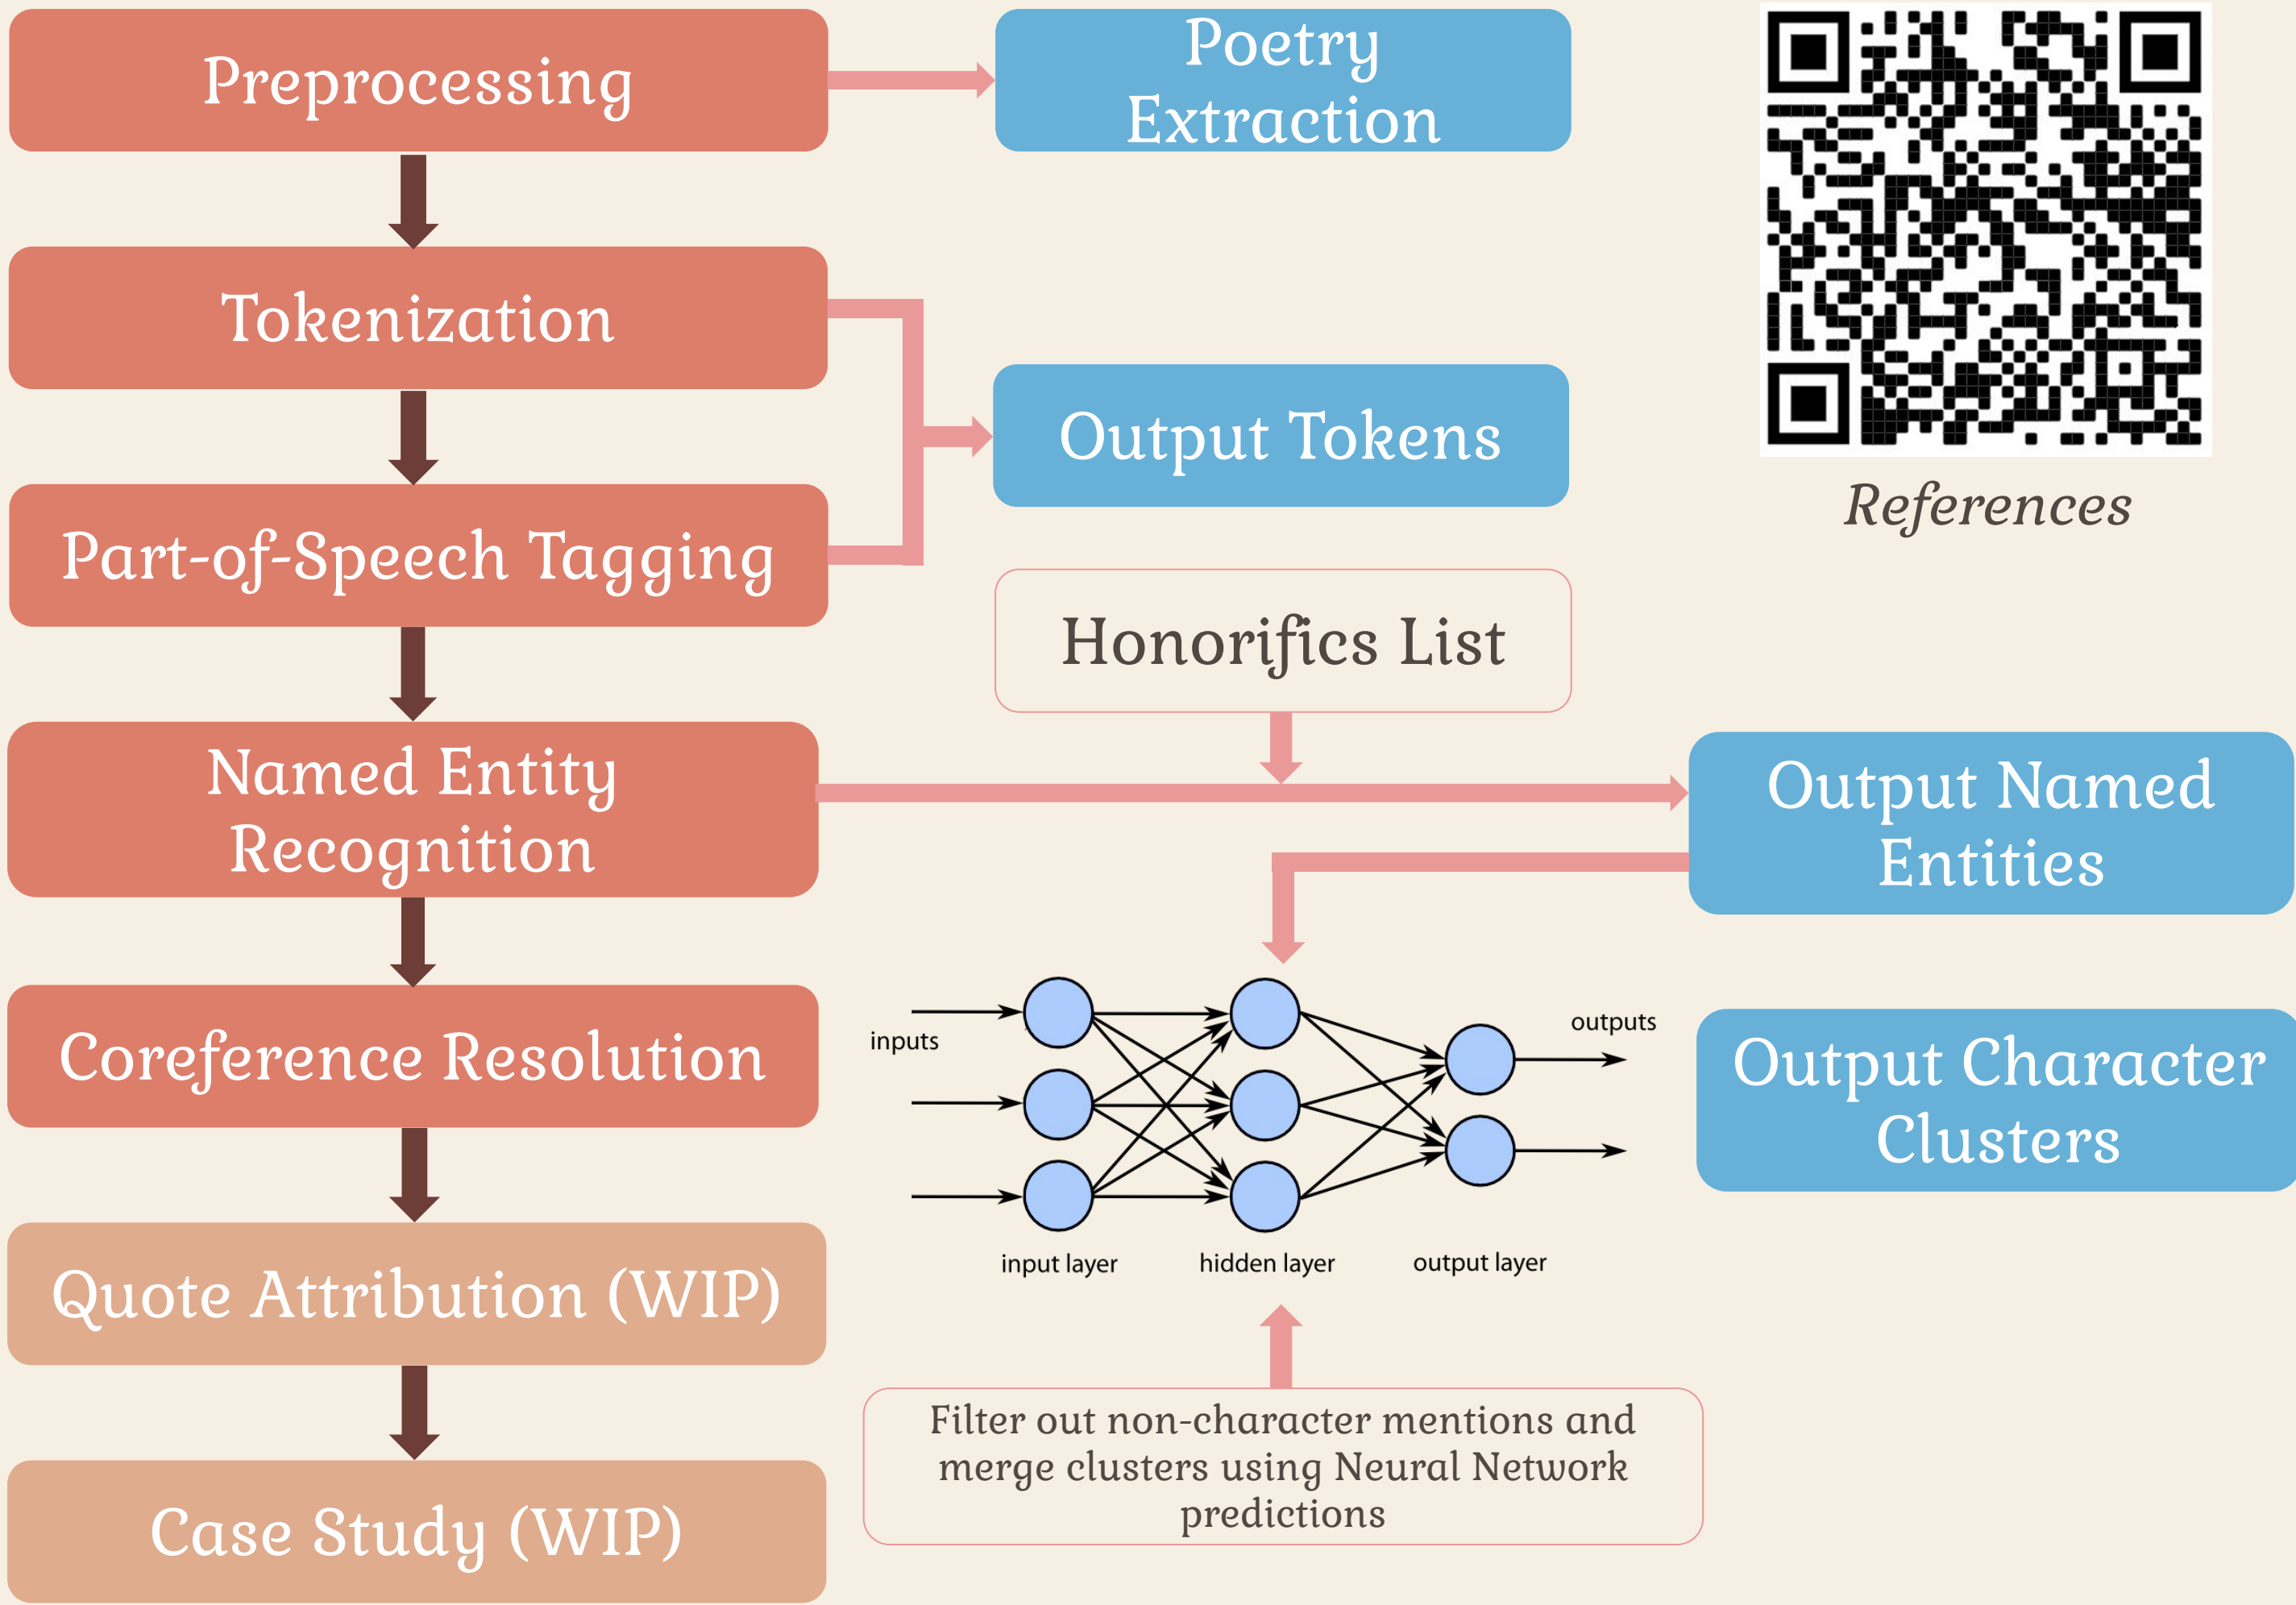 Preprocessing
Poetry
Extraction
Tokenization
Output Tokens
References
Part-of-Speech Tagging
Honorifics List
Named Entity
Recognition
Output Named
Entities
Coreference Resolution
inputs
outputs
input layer
hidden layer
output layer
Output Character
Clusters
Quote Attribution (WIP)
Filter out non-character mentions and
merge clusters using Neural Network
predictions
Case Study (WIP)